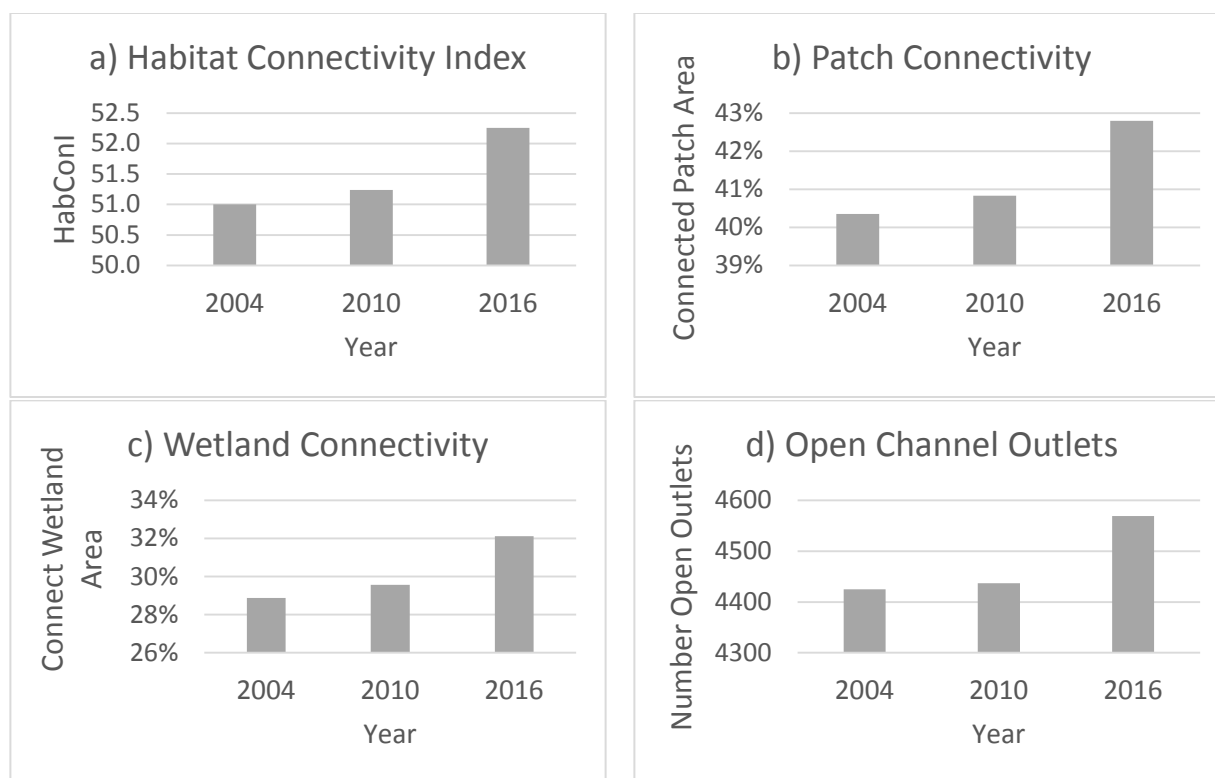 a) Habitat Connectivity Index
HabConI
52.5
52.0
51.5
51.0
50.5
50.0
2004 2010 2016
Year
b) Patch Connectivity
Connected Patch Area
43%
42%
41%
40%
39%
2004 2010 2016
Year
c) Wetland Connectivity
Connect Wetland
Area
34%
32%
30%
28%
26%
2004 2010 2016
Year
d) Open Channel Outlets
Number Open Outlets
4600
4500
4400
4300
2004 2010 2016
Year